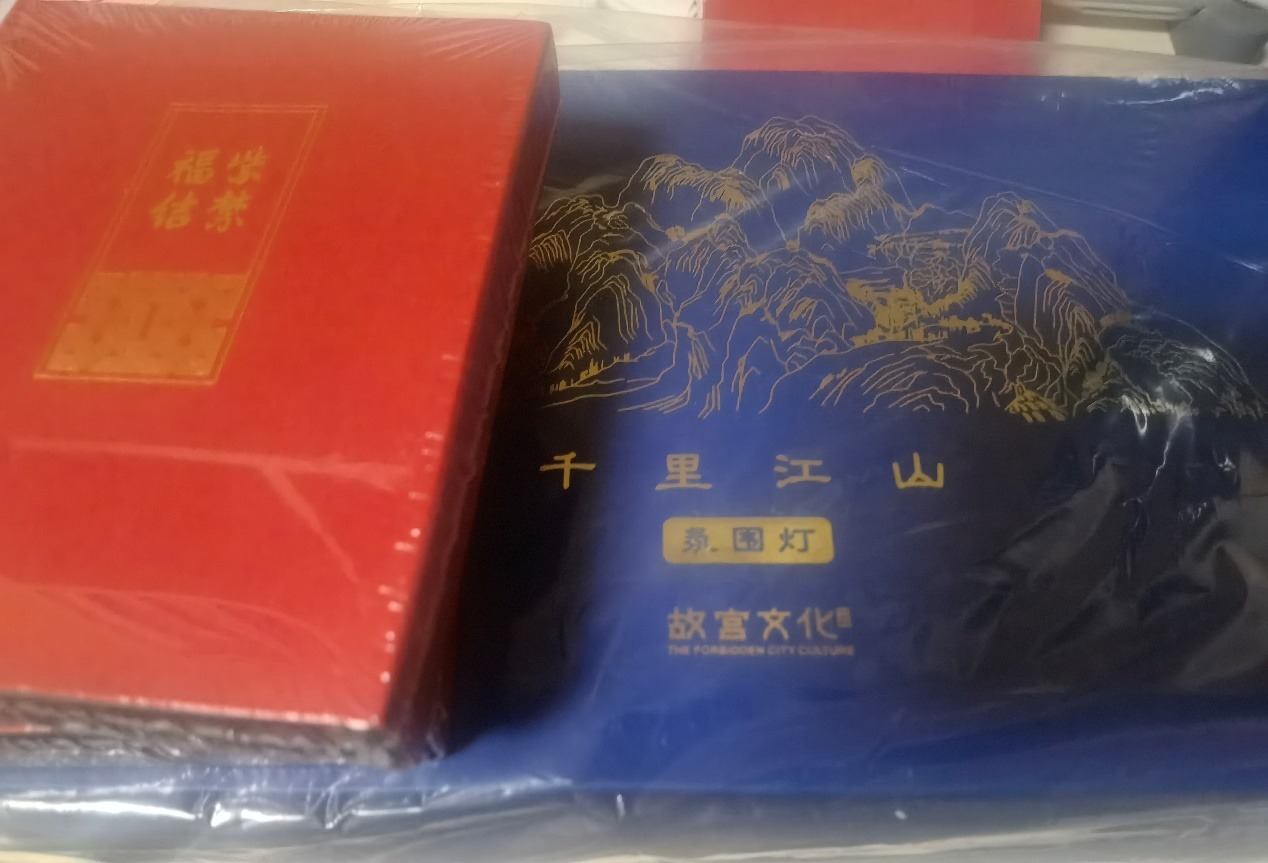 福
信
千里江山
氛围灯
故宫文化
THE FORBIDDEN CITY CULTURE